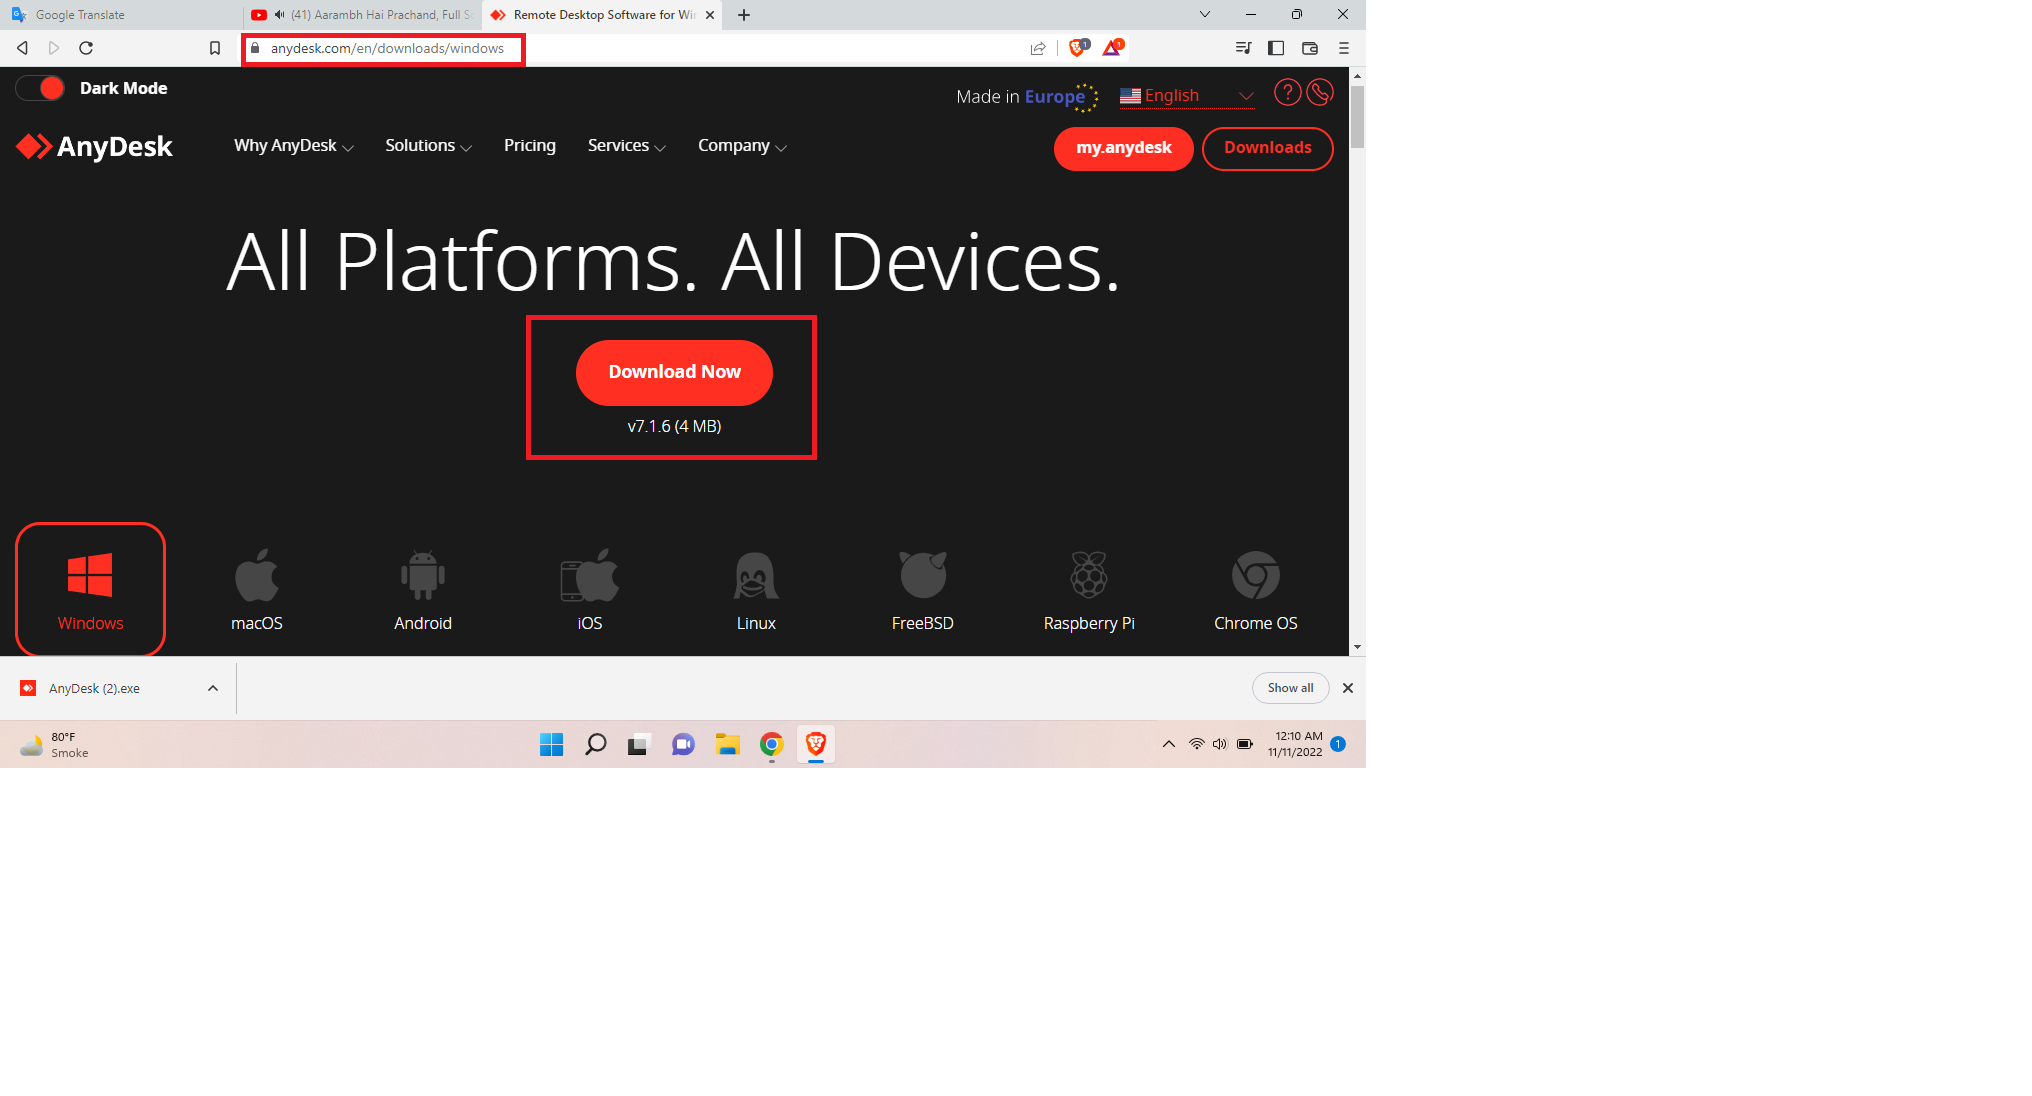 Google Translate
(41) Aarambh Hai Prachand, Full
Remote Desktop Software for
anydesk.com/en/downloads/windows
1
1
Dark Mode
Made in Europe
English
AnyDesk
Why AnyDesk
Solutions
Pricing
Services
Company
my.anydesk
Downloads
All Platforms. All Devices.
Download Now
v7.1.6 (4 MB)
Windows
macOS
Android
iOS
Linux
FreeBSD
Raspberry Pi
Chrome OS
AnyDesk (2).exe
Show all
80°F
Smoke
12:10 AM
11/11/2022
1